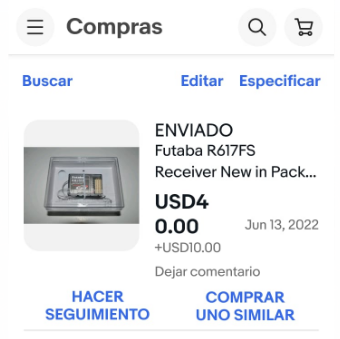 Compras
Buscar Editar Especificar
ENVIADO
Futaba R617FS
Receiver New in Pack...
USD4
0.00 Jun 13, 2022
+USD10.00
Dejar comentario
HACER
SEGUIMIENTO
COMPRAR
UNO SIMILAR